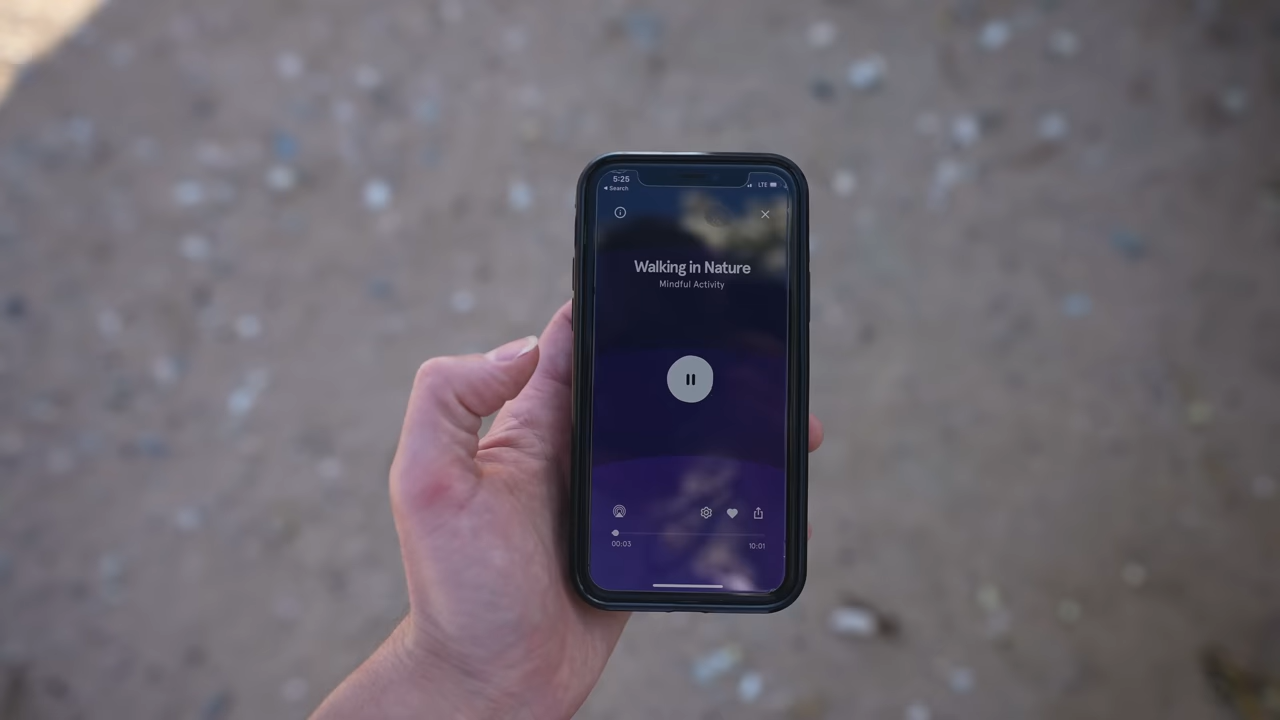 5:25
LTE
◀ Search
Walking in Nature
Mindful Activity
00:03
10:01